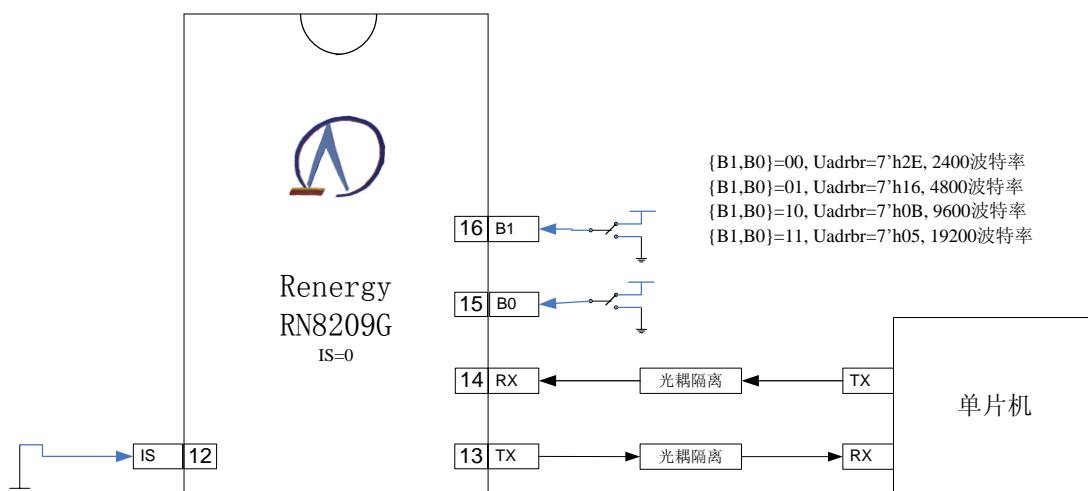 {B1,B0}=00, Uadrbr=7'h2E, 2400波特率
{B1,B0}=01, Uadrbr=7'h16, 4800波特率
{B1,B0}=10, Uadrbr=7'h0B, 9600波特率
{B1,B0}=11, Uadrbr=7'h05, 19200波特率
16 B1
Renergy
RN8209G
IS=0
15 B0
14 RX 光耦隔离 TX
单片机
IS 12
13 TX 光耦隔离 RX